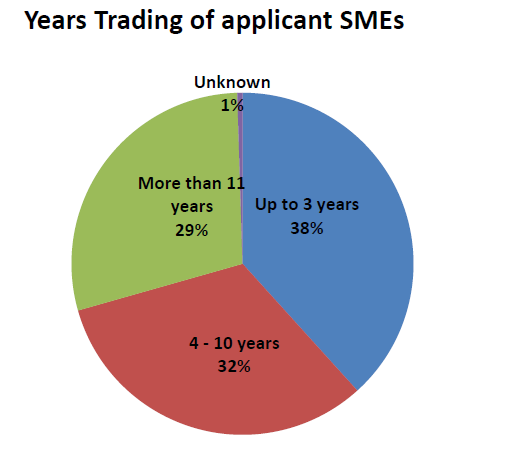 Years Trading of applicant SMEs
Unknown
1%
More than 11
years
29%
Up to 3 years
38%
4 - 10 years
32%